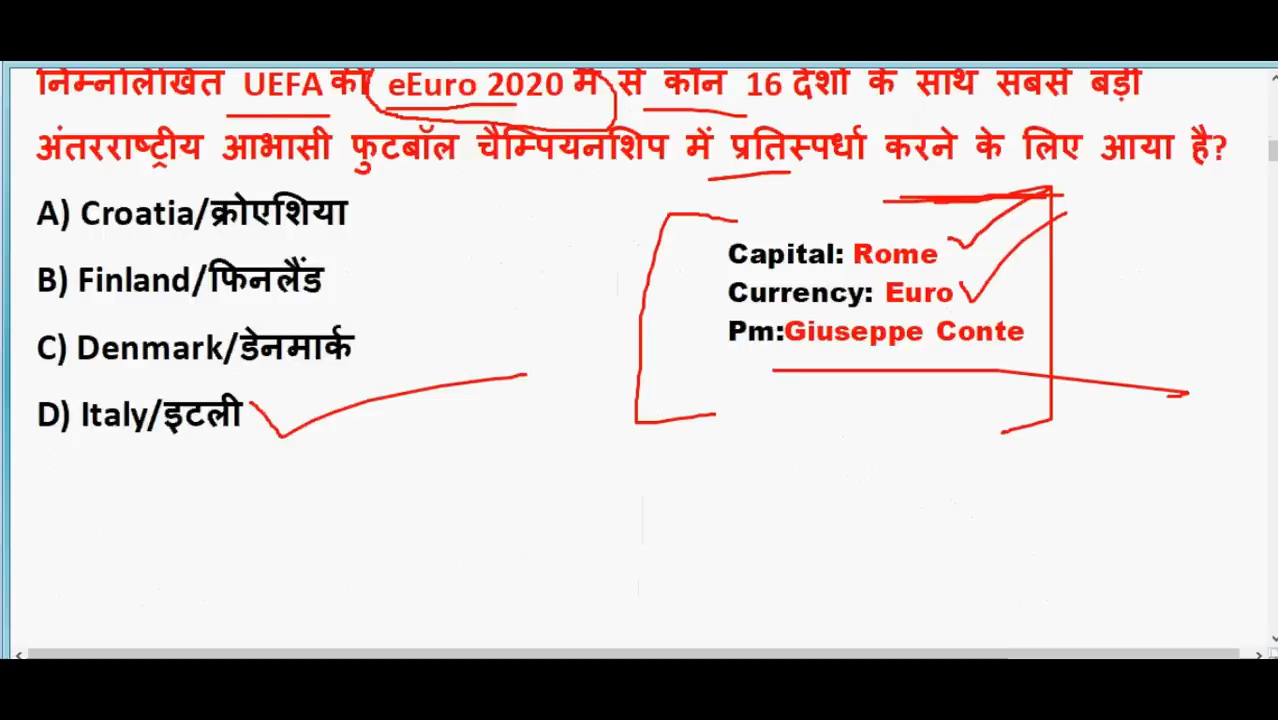 निम्नलिखित UEFA की eEuro 2020 में से कौन 16 देशों के साथ सबसे बड़ी
अंतरराष्ट्रीय आभासी फुटबॉल चैम्पियनशिप में प्रतिस्पर्धा करने के लिए आया है?
A) Croatia/क्रोएशिया
B) Finland/फिनलैंड
C) Denmark/डेनमार्क
D) Italy/इटली
Capital: Rome
Currency: Euro
Pm:Giuseppe Conte